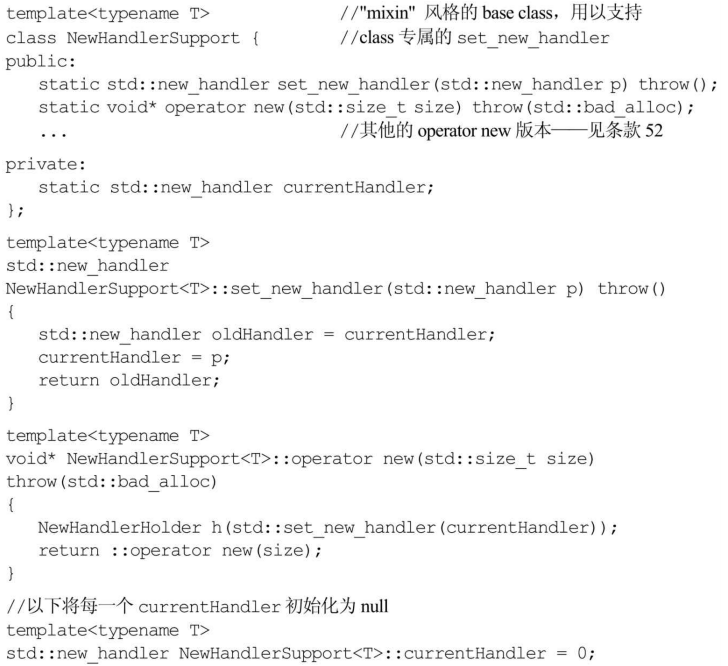 template<typename T> //"mixin" 风格的 base class，用以支持
class NewHandlerSupport { //class 专属的 set_new_handler
public:
static std::new_handler set_new_handler(std::new_handler p) throw();
static void* operator new(std::size_t size) throw(std::bad_alloc);
... //其他的 operator new 版本——见条款 52
private:
static std::new_handler currentHandler;
};
template<typename T>
std::new_handler
NewHandlerSupport<T>::set_new_handler(std::new_handler p) throw()
{
std::new_handler oldHandler = currentHandler;
currentHandler = p;
return oldHandler;
}
template<typename T>
void* NewHandlerSupport<T>::operator new(std::size_t size)
throw(std::bad_alloc)
{
NewHandlerHolder h(std::set_new_handler(currentHandler));
return ::operator new(size);
}
//以下将每一个 currentHandler 初始化为 null
template<typename T>
std::new_handler NewHandlerSupport<T>::currentHandler = 0;